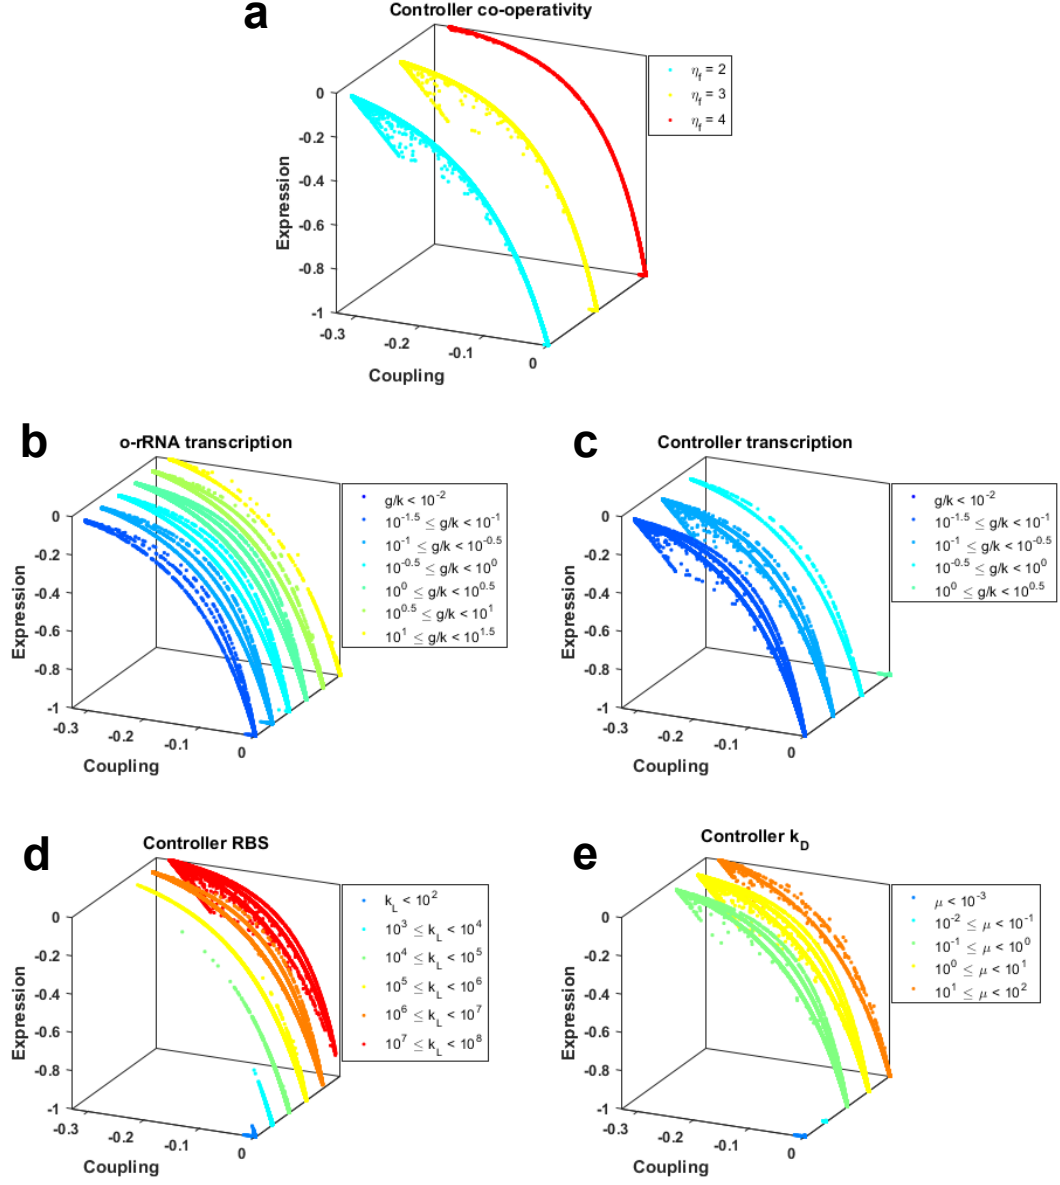 a
Controller co-operativity
Expression
0
-0.2
-0.4
-0.6
-0.8
-1
-0.3
-0.2
-0.1
0
Coupling
η_f = 2
η_f = 3
η_f = 4
b
o-rRNA transcription
Expression
0
-0.2
-0.4
-0.6
-0.8
-1
-0.3
-0.2
-0.1
0
Coupling
g/k < 10^-2
10^-1.5 ≤ g/k < 10^-1
10^-1 ≤ g/k < 10^-0.5
10^-0.5 ≤ g/k < 10^0
10^0 ≤ g/k < 10^0.5
10^0.5 ≤ g/k < 10^1
10^1 ≤ g/k < 10^1.5
c
Controller transcription
Expression
0
-0.2
-0.4
-0.6
-0.8
-1
-0.3
-0.2
-0.1
0
Coupling
g/k < 10^-2
10^-1.5 ≤ g/k < 10^-1
10^-1 ≤ g/k < 10^-0.5
10^-0.5 ≤ g/k < 10^0
10^0 ≤ g/k < 10^0.5
d
Controller RBS
Expression
0
-0.2
-0.4
-0.6
-0.8
-1
-0.3
-0.2
-0.1
0
Coupling
k_L < 10^2
10^3 ≤ k_L < 10^4
10^4 ≤ k_L < 10^5
10^5 ≤ k_L < 10^6
10^6 ≤ k_L < 10^7
10^7 ≤ k_L < 10^8
e
Controller k_D
Expression
0
-0.2
-0.4
-0.6
-0.8
-1
-0.3
-0.2
-0.1
0
Coupling
μ < 10^-3
10^-2 ≤ μ < 10^-1
10^-1 ≤ μ < 10^0
10^0 ≤ μ < 10^1
10^1 ≤ μ < 10^2